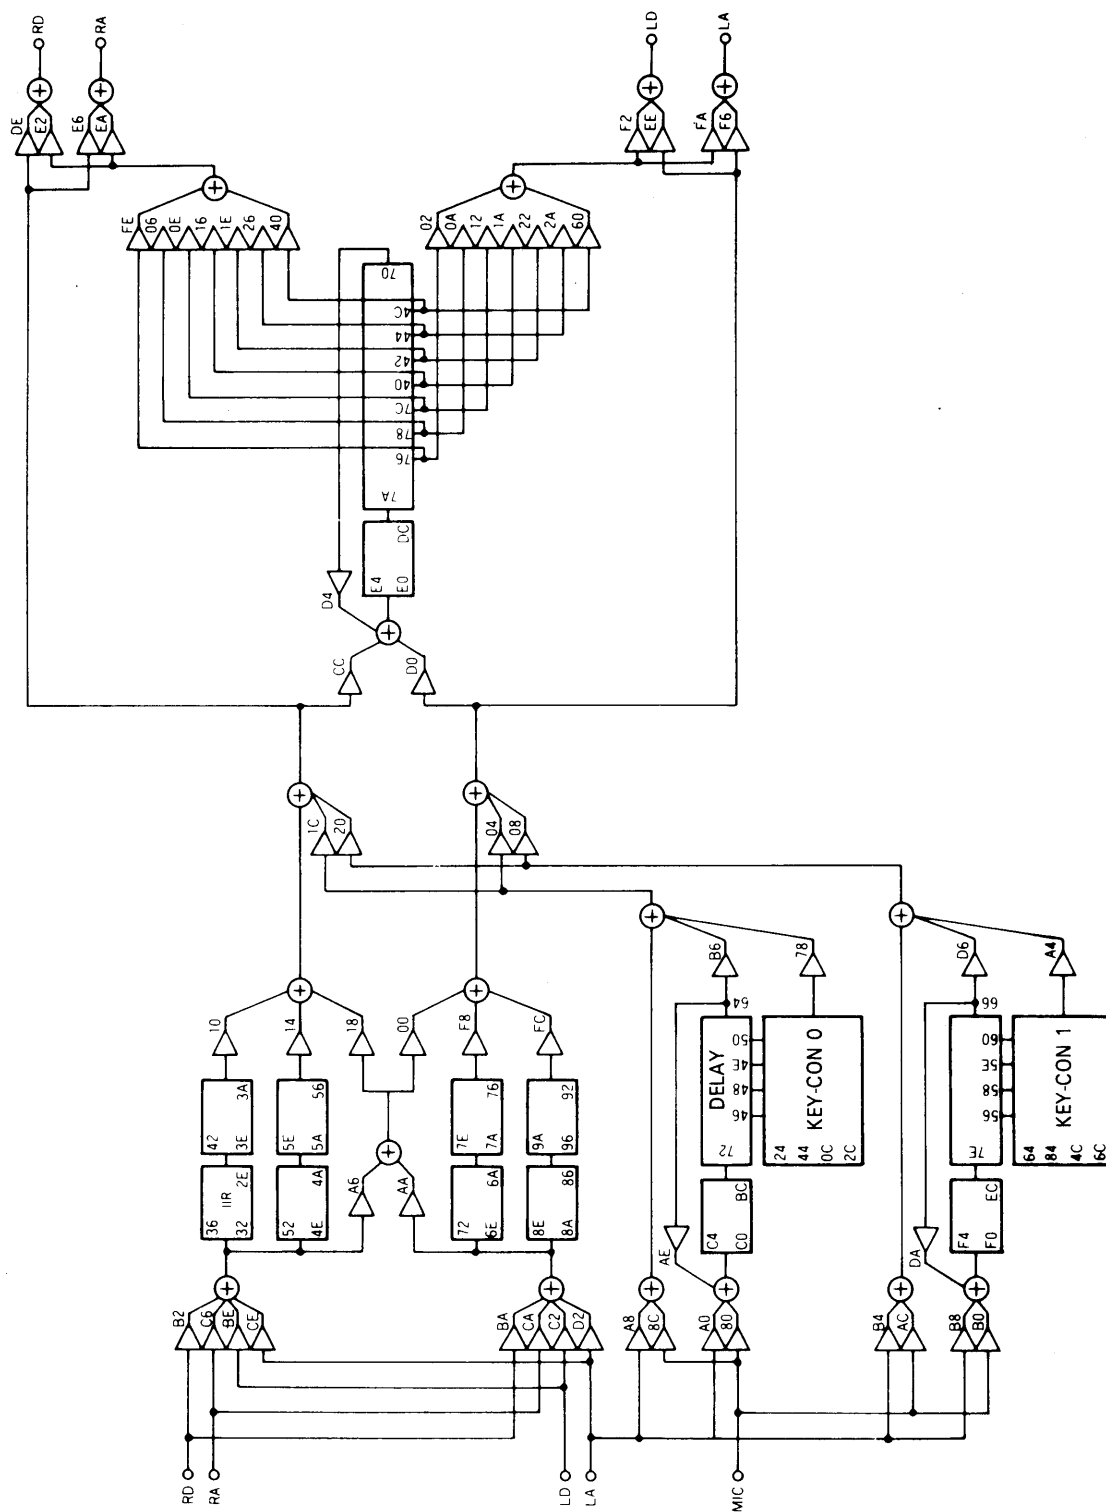 RD
RA
LD
LA
DE
E2
E6
EA
F2
EE
FA
F6
FE
06
0E
16
1E
26
40
02
0A
12
1A
22
2A
60
70
4C
44
42
40
7C
78
76
7A
E4
E0
DC
D4
CC
D0
1C
20
04
08
10
14
18
00
F8
FC
42
3E
3A
5E
5A
56
7E
7A
76
9A
96
92
36
32
IIR
2E
52
4E
4A
72
6E
6A
8E
8A
86
A6
AA
B6
78
D6
A4
64
66
DELAY
72
50
4E
48
46
KEY-CON 0
24
44
0C
2C
7E
60
5E
58
56
KEY-CON 1
64
84
4C
6C
C4
C0
BC
F4
F0
EC
AE
DA
B2
C6
BE
CE
BA
CA
C2
D2
A8
8C
A0
80
B4
AC
B8
B0
RD
RA
LD
LA
MIC